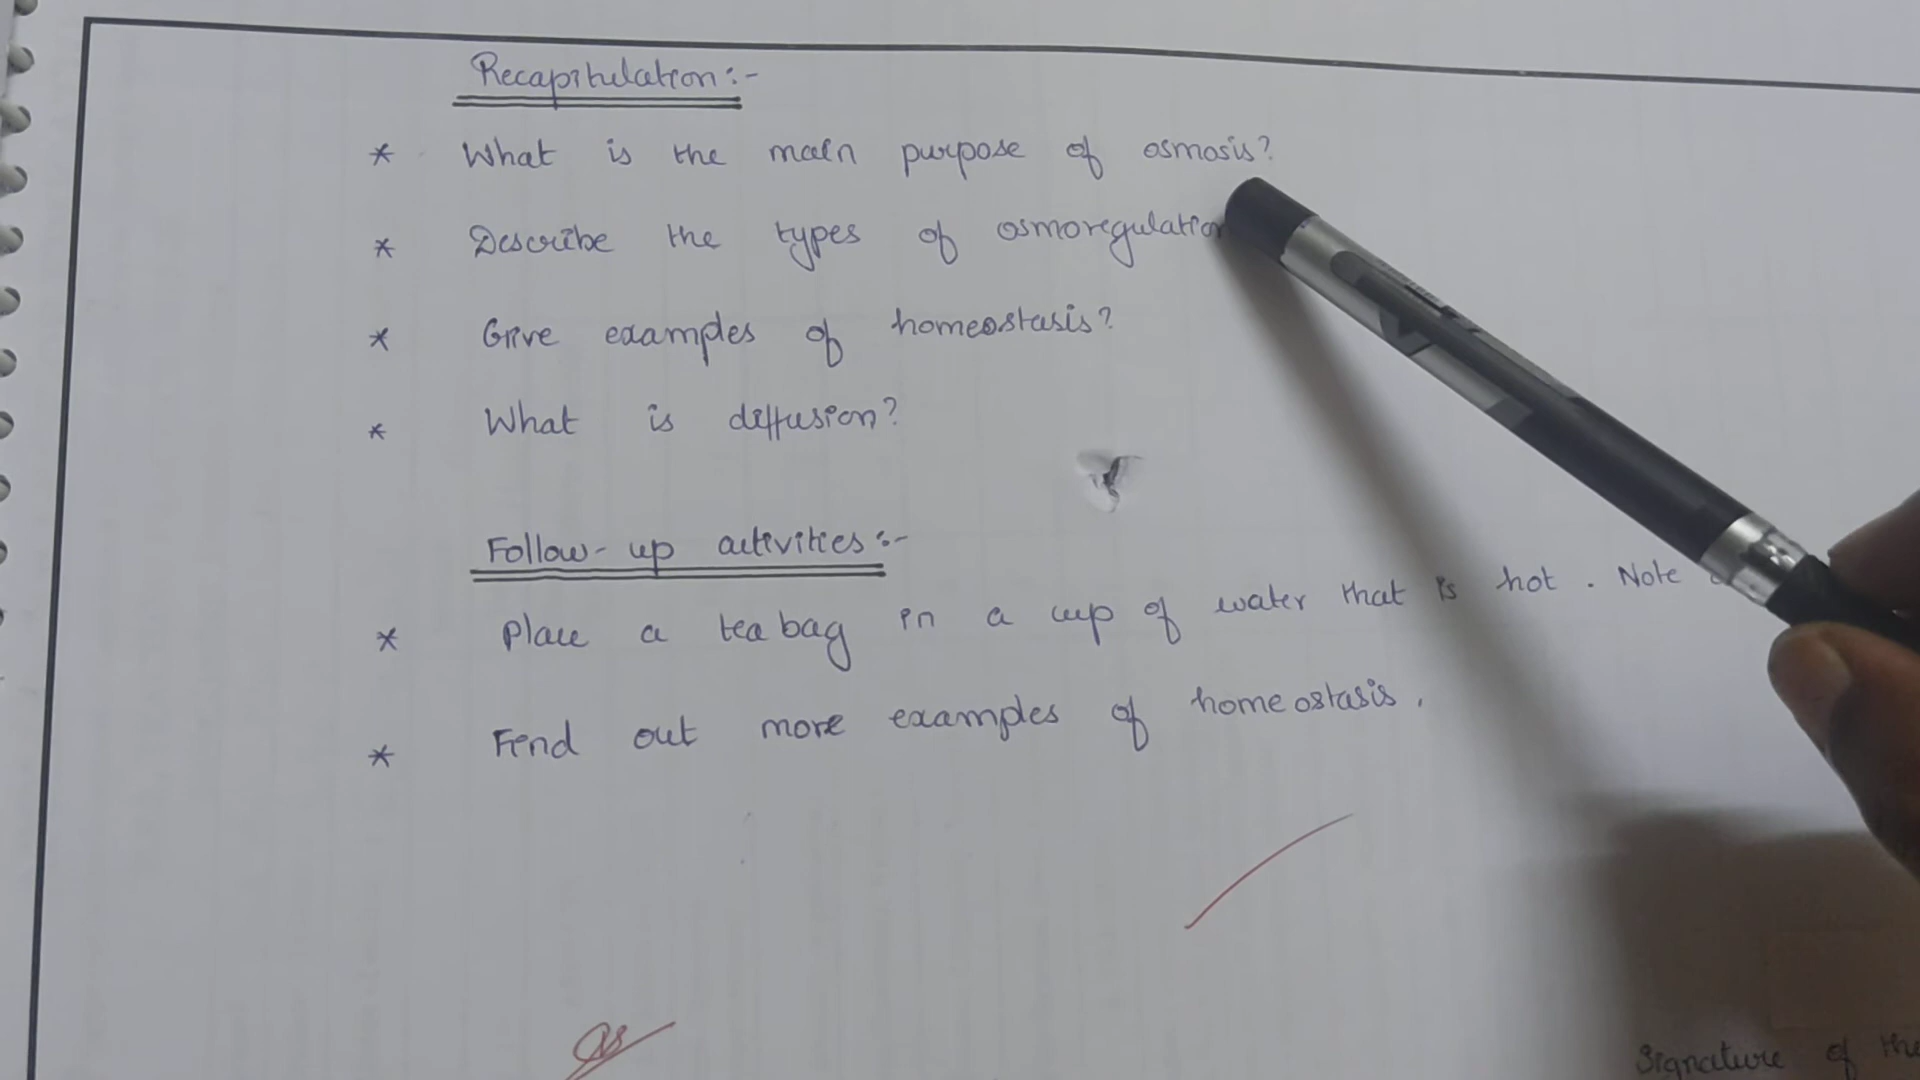 Recapitulation:-
* What is the main purpose of osmosis?
* Describe the types of osmoregulation
* Give examples of homeostasis?
* What is diffusion?
Follow-up activities:-
* Place a tea bag in a cup of water that is hot. Note
* Find out more examples of homeostasis.
Signature of the